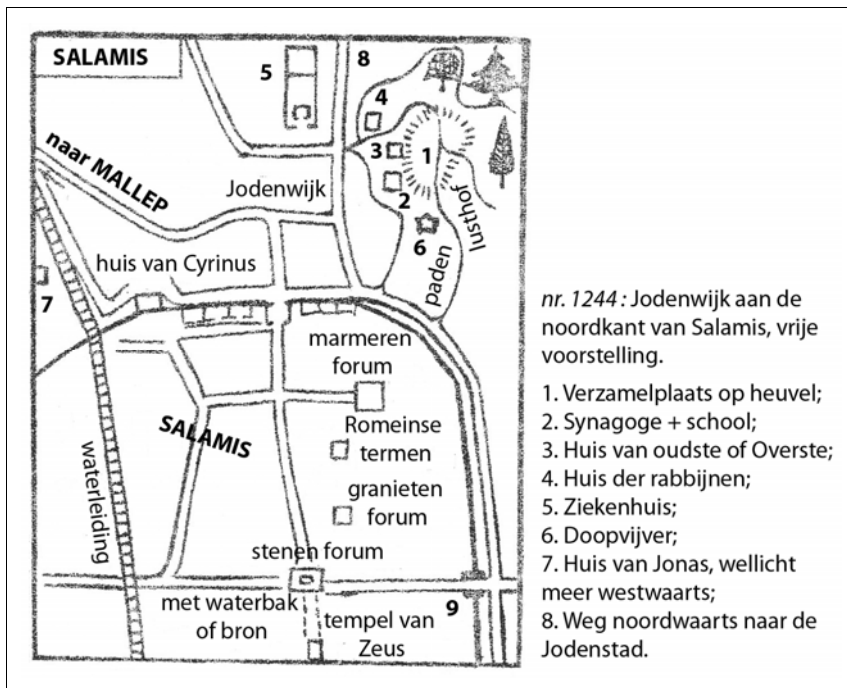 SALAMIS
5
8
4
3
1
2
6
naar MALLEP
Jodenwijk
lusthof
paden
huis van Cyrinus
7
marmeren
forum
SALAMIS
Romeinse
termen
granieten
forum
waterleiding
stenen forum
met waterbak
of bron
tempel van
Zeus
9
nr. 1244 : Jodenwijk aan de
noordkant van Salamis, vrije
voorstelling.
1. Verzamelplaats op heuvel;
2. Synagoge + school;
3. Huis van oudste of Overste;
4. Huis der rabbijnen;
5. Ziekenhuis;
6. Doopvijver;
7. Huis van Jonas, wellicht
meer westwaarts;
8. Weg noordwaarts naar de
Jodenstad.